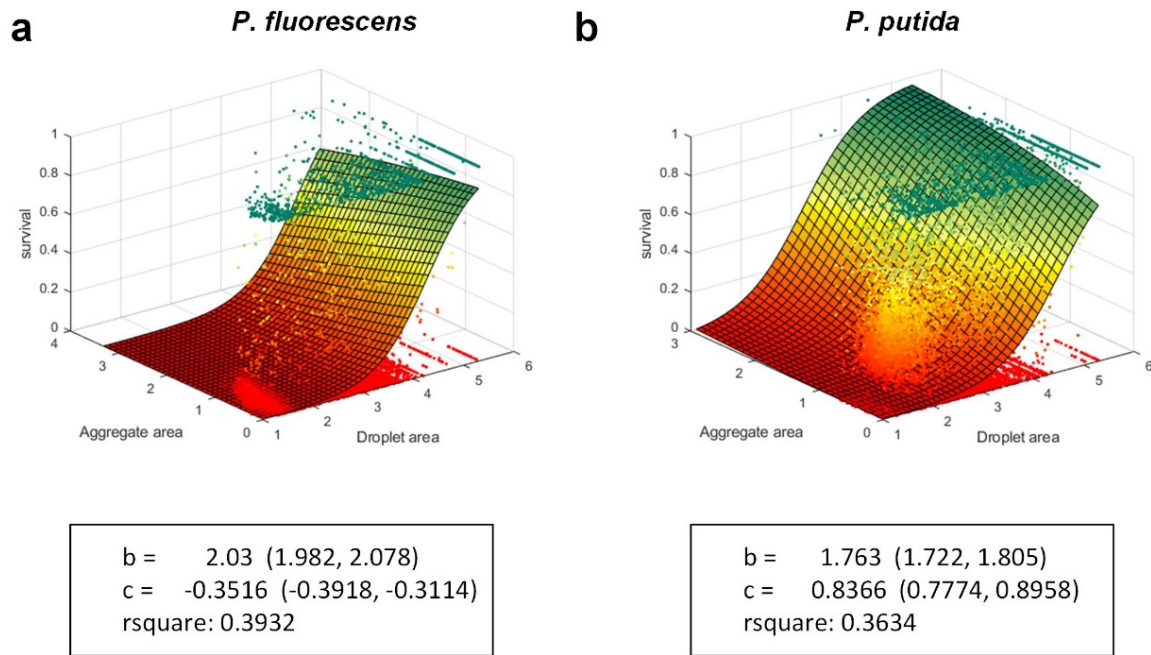 a
P. fluorescens
1
0.8
0.6
0.4
0.2
0
survival
4
3
2
1
0
Aggregate area
1
2
3
4
5
6
Droplet area
b = 2.03 (1.982, 2.078)
c = -0.3516 (-0.3918, -0.3114)
rsquare: 0.3932
b
P. putida
1
0.8
0.6
0.4
0.2
0
survival
3
2
1
0
Aggregate area
1
2
3
4
5
6
Droplet area
b = 1.763 (1.722, 1.805)
c = 0.8366 (0.7774, 0.8958)
rsquare: 0.3634